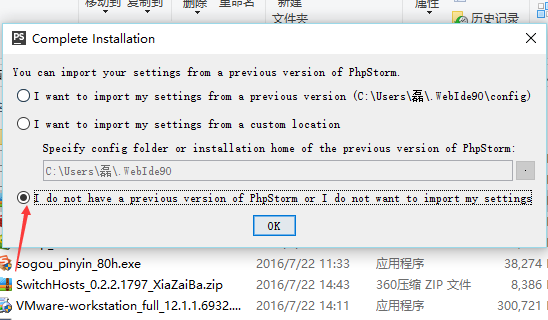 移动到 复制到 删除 重命名 新建 属性
文件夹
历史记录
PS Complete Installation
You can import your settings from a previous version of PhpStorm.
I want to import my settings from a previous version (C:\Users\磊\.WebIde90\config)
I want to import my settings from a custom location
Specify config folder or installation home of the previous version of PhpStorm:
C:\Users\磊\.WebIde90
I do not have a previous version of PhpStorm or I do not want to import my settings
OK
sogou_pinyin_80h.exe 2016/7/22 11:33 应用程序 38,274
SwitchHosts_0.2.2.1797_XiaZaiBa.zip 2016/7/22 14:43 360压缩 ZIP 文件 8,386
VMware-workstation_full_12.1.1.6932.... 2016/7/22 14:11 应用程序 300,715